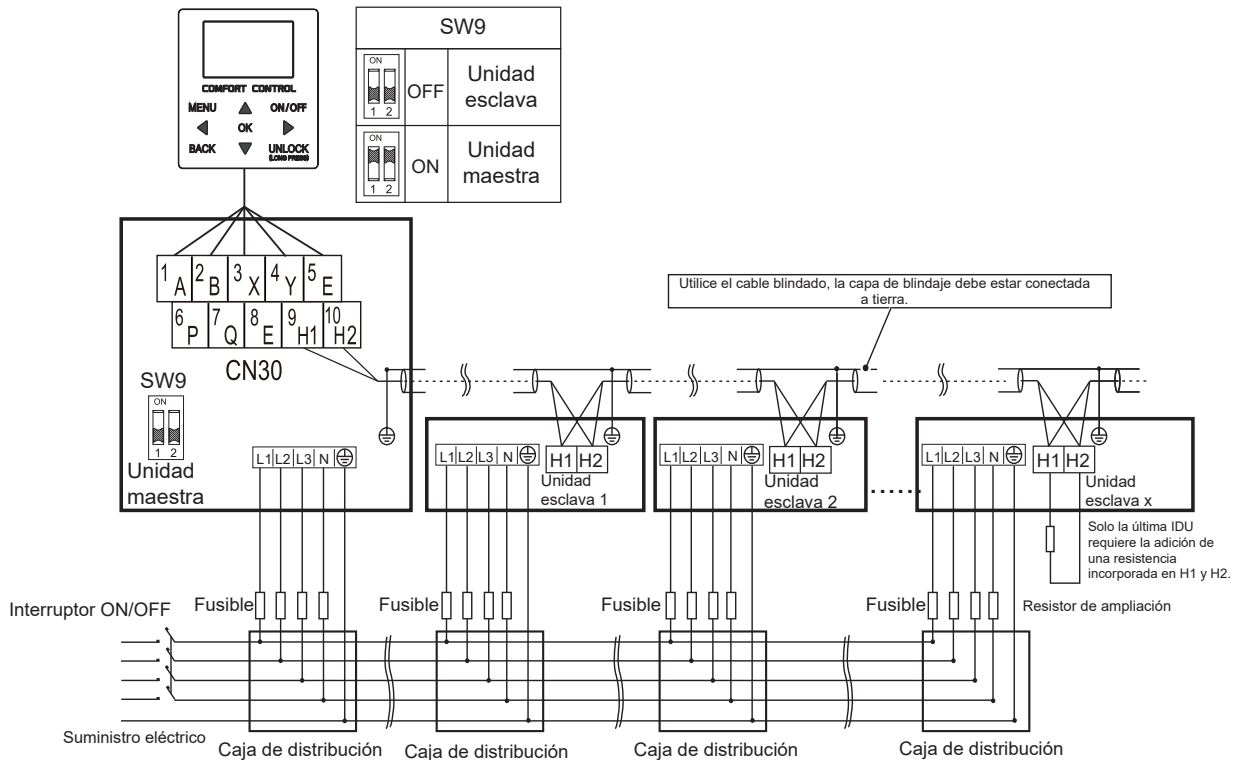 SW9
COMFORT CONTROL
MENU
ON/OFF
OK
BACK
UNLOCK
(LONG PRESS)
ON
1 2
OFF
Unidad
esclava
ON
1 2
ON
Unidad
maestra
1 A
2 B
3 X
4 Y
5 E
6 P
7 Q
8 E
9 H1
10 H2
CN30
Utilice el cable blindado, la capa de blindaje debe estar conectada
a tierra.
SW9
ON
1 2
Unidad
maestra
L1 L2 L3 N
L1 L2 L3 N
H1 H2
Unidad
esclava 1
L1 L2 L3 N
H1 H2
Unidad
esclava 2
L1 L2 L3 N
H1 H2
Unidad
esclava x
Solo la última IDU
requiere la adición de
una resistencia
incorporada en H1 y H2.
Interruptor ON/OFF
Fusible
Fusible
Fusible
Fusible
Resistor de ampliación
Suministro eléctrico
Caja de distribución
Caja de distribución
Caja de distribución
Caja de distribución